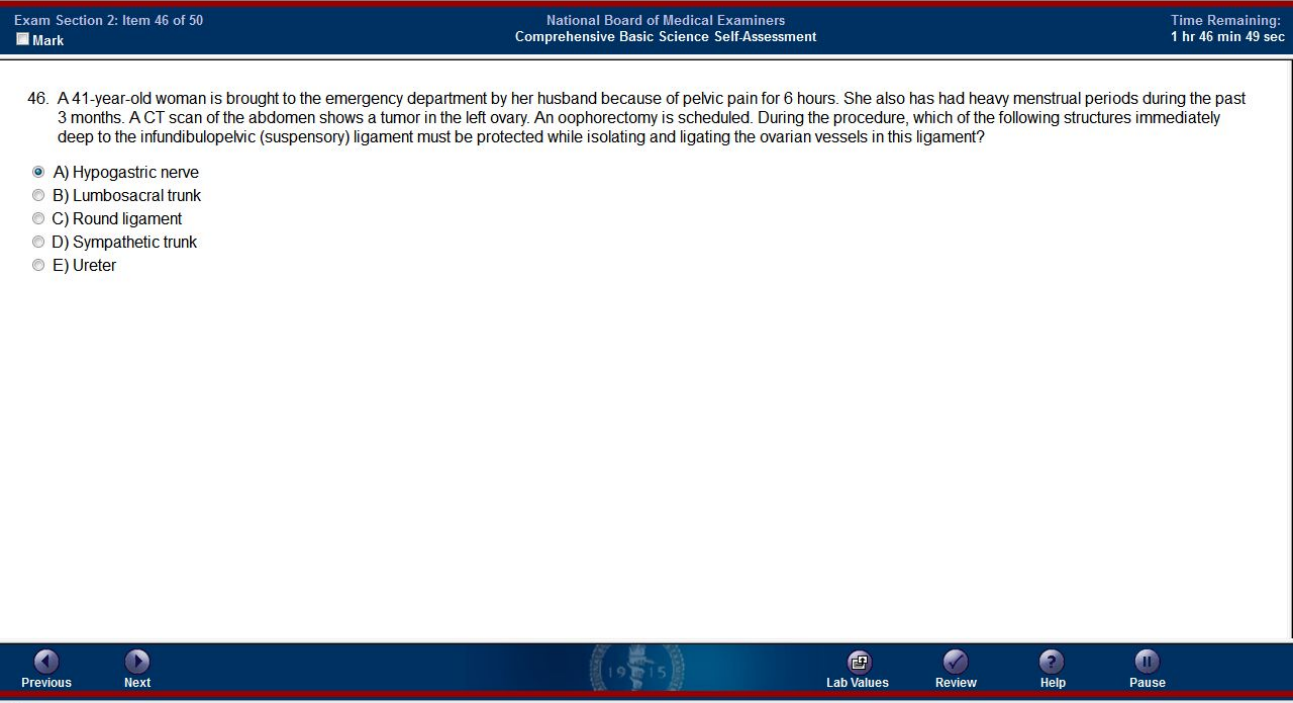 Exam Section 2: Item 46 of 50
National Board of Medical Examiners
Time Remaining:
Mark
Comprehensive Basic Science Self-Assessment
1 hr 46 min 49 sec
46. A 41-year-old woman is brought to the emergency department by her husband because of pelvic pain for 6 hours. She also has had heavy menstrual periods during the past
3 months. A CT scan of the abdomen shows a tumor in the left ovary. An oophorectomy is scheduled. During the procedure, which of the following structures immediately
deep to the infundibulopelvic (suspensory) ligament must be protected while isolating and ligating the ovarian vessels in this ligament?
A) Hypogastric nerve
B) Lumbosacral trunk
C) Round ligament
D) Sympathetic trunk
E) Ureter
1915
Previous
Next
Lab Values
Review
Help
Pause